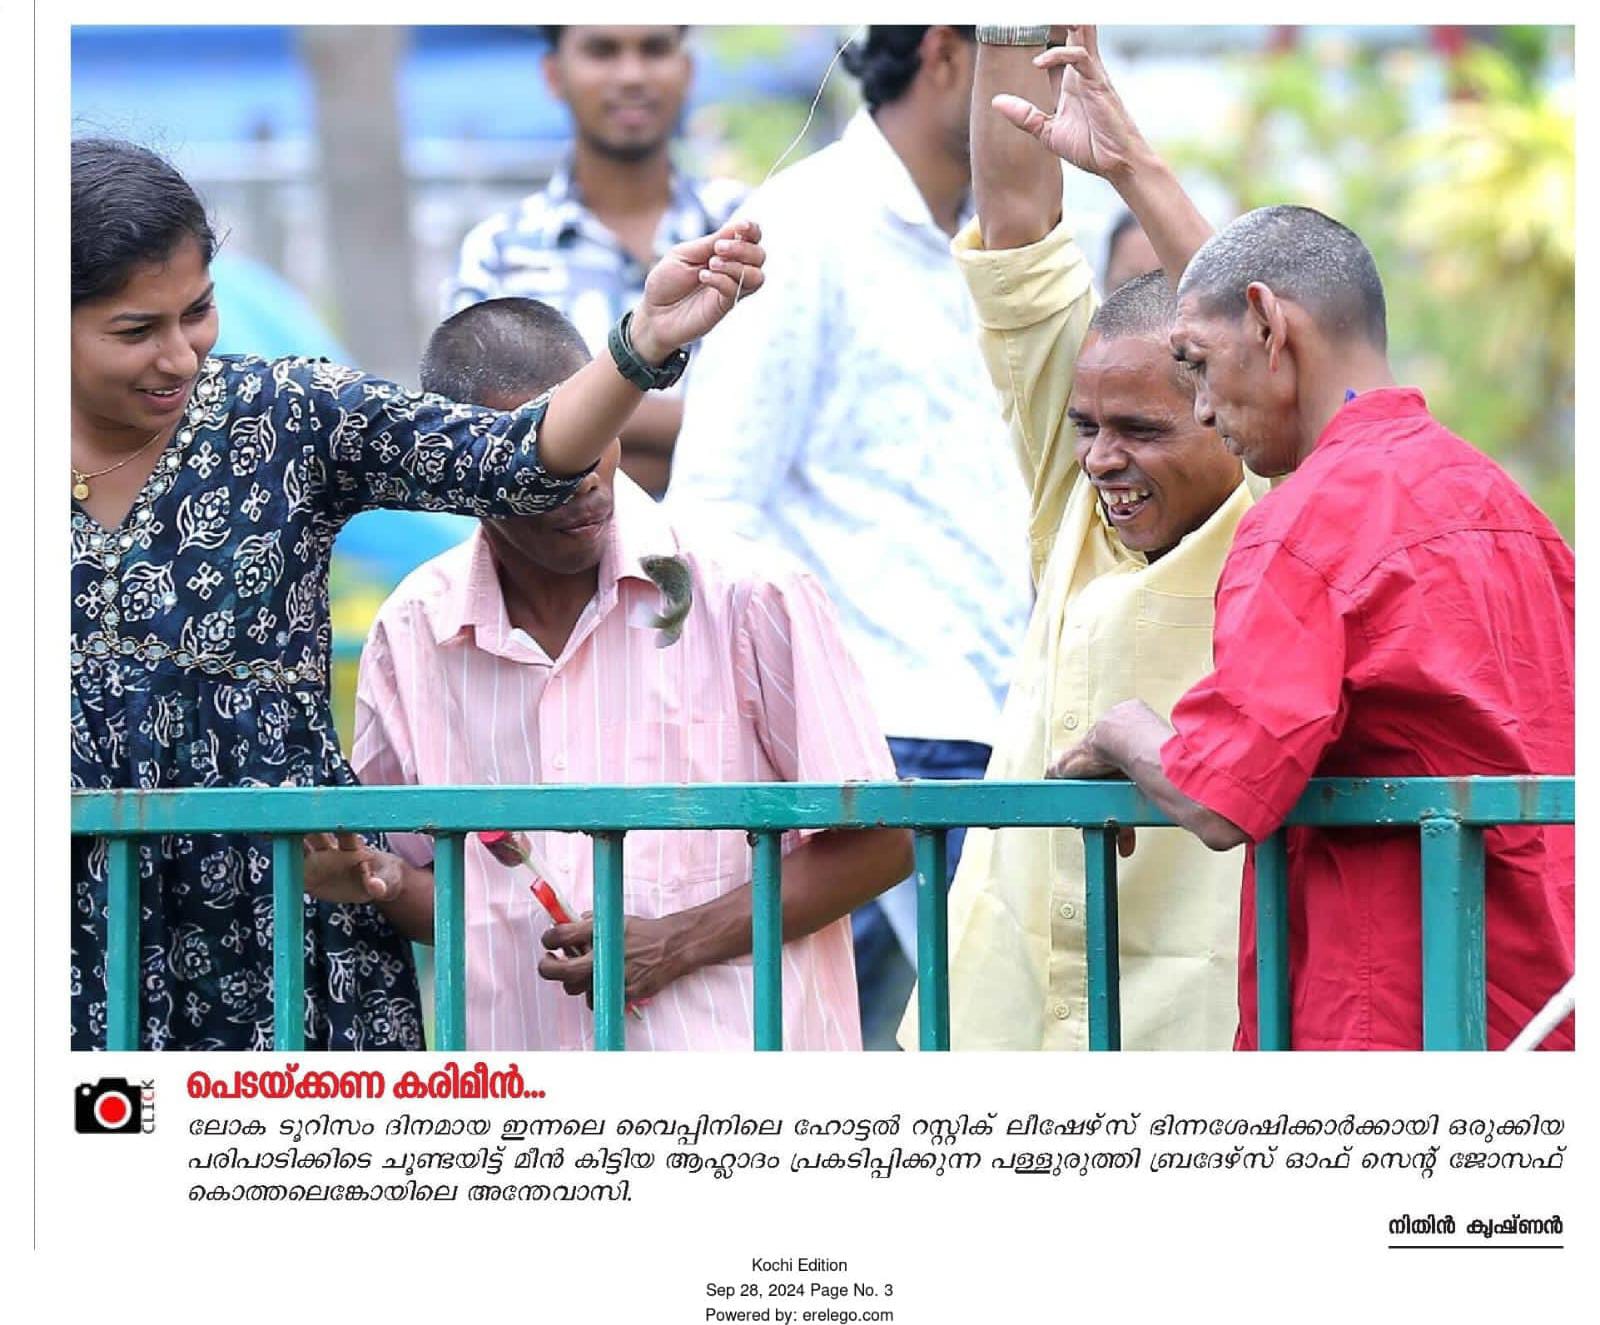 പെടയ്ക്കണ കരിമീൻ...
CLICK
ലോക ടൂറിസം ദിനമായ ഇന്നലെ വൈപ്പിനിലെ ഹോട്ടൽ റസ്റ്റിക് ലീഷേഴ്സ് ഭിന്നശേഷിക്കാർക്കായി ഒരുക്കിയ
പരിപാടിക്കിടെ ചൂണ്ടയിട്ട് മീൻ കിട്ടിയ ആഹ്ലാദം പ്രകടിപ്പിക്കുന്ന പള്ളുരുത്തി ബ്രദേഴ്സ് ഓഫ് സെന്റ് ജോസഫ്
കൊത്തലെങ്കോയിലെ അന്തേവാസി.
നിതിൻ കൃഷ്ണൻ
Kochi Edition
Sep 28, 2024 Page No. 3
Powered by: erelego.com